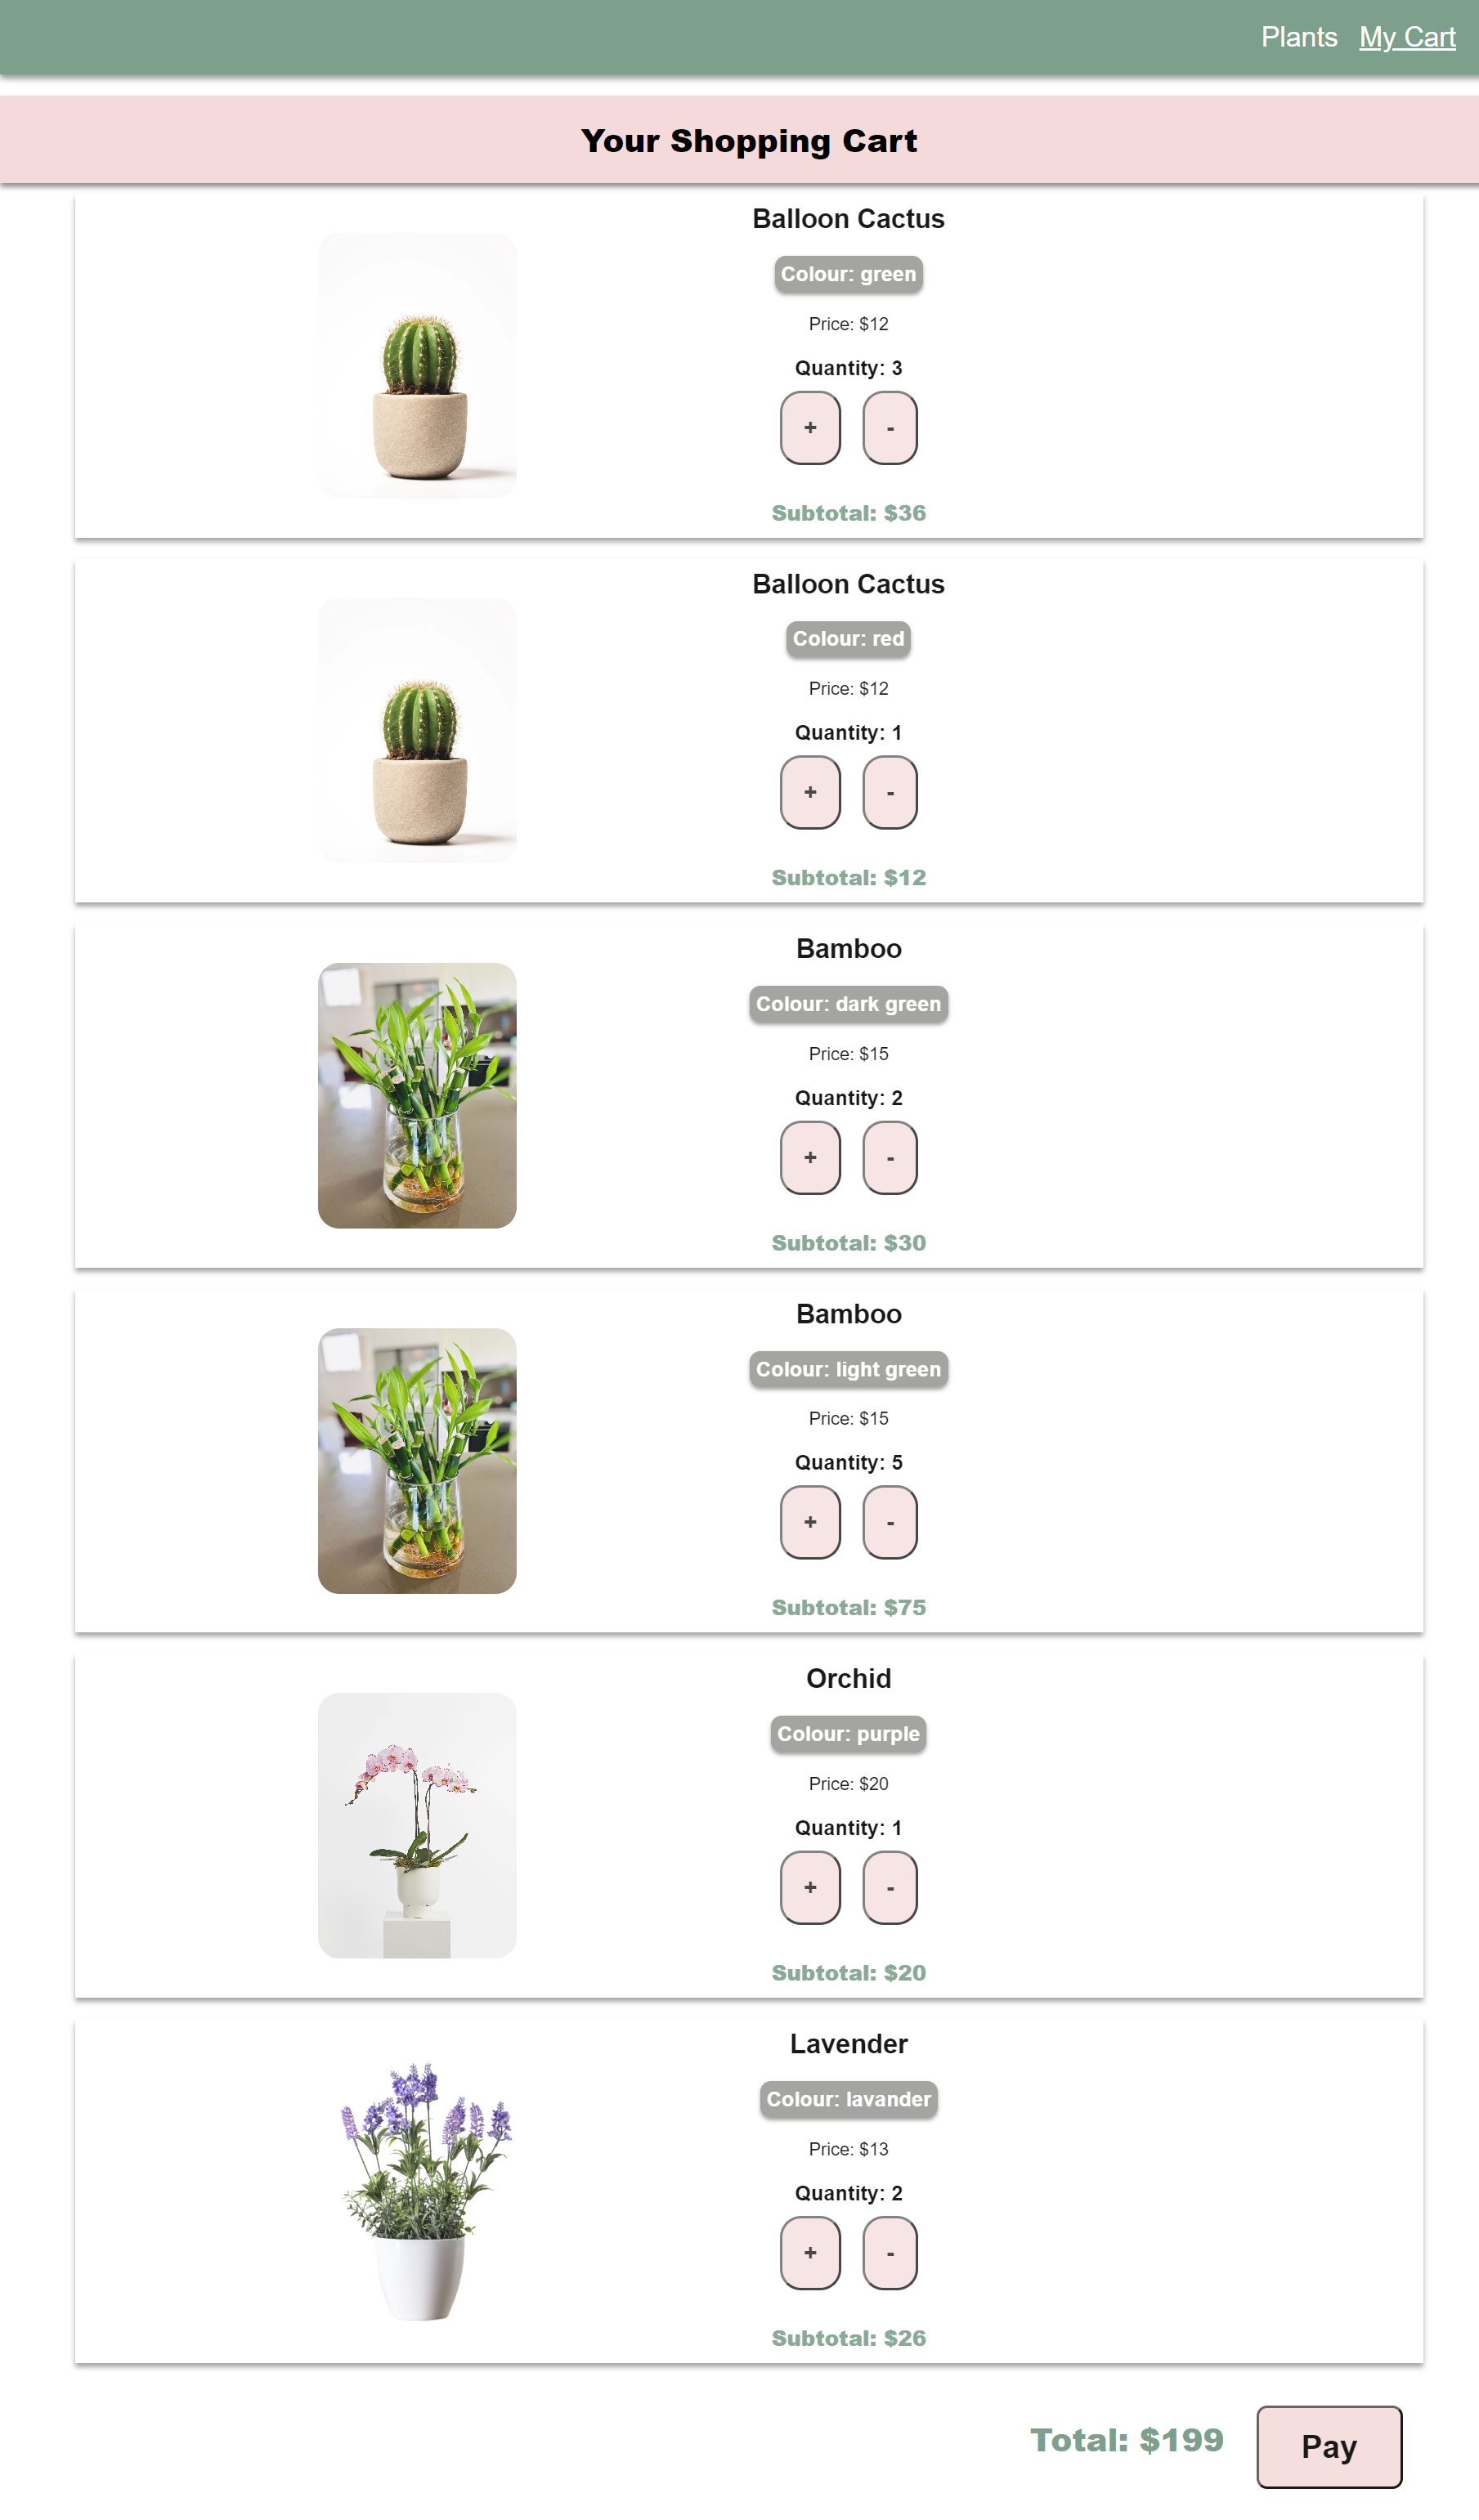 Plants My Cart
Your Shopping Cart
Balloon Cactus
Colour: green
Price: $12
Quantity: 3
+ -
Subtotal: $36
Balloon Cactus
Colour: red
Price: $12
Quantity: 1
+ -
Subtotal: $12
Bamboo
Colour: dark green
Price: $15
Quantity: 2
+ -
Subtotal: $30
Bamboo
Colour: light green
Price: $15
Quantity: 5
+ -
Subtotal: $75
Orchid
Colour: purple
Price: $20
Quantity: 1
+ -
Subtotal: $20
Lavender
Colour: lavander
Price: $13
Quantity: 2
+ -
Subtotal: $26
Total: $199 Pay